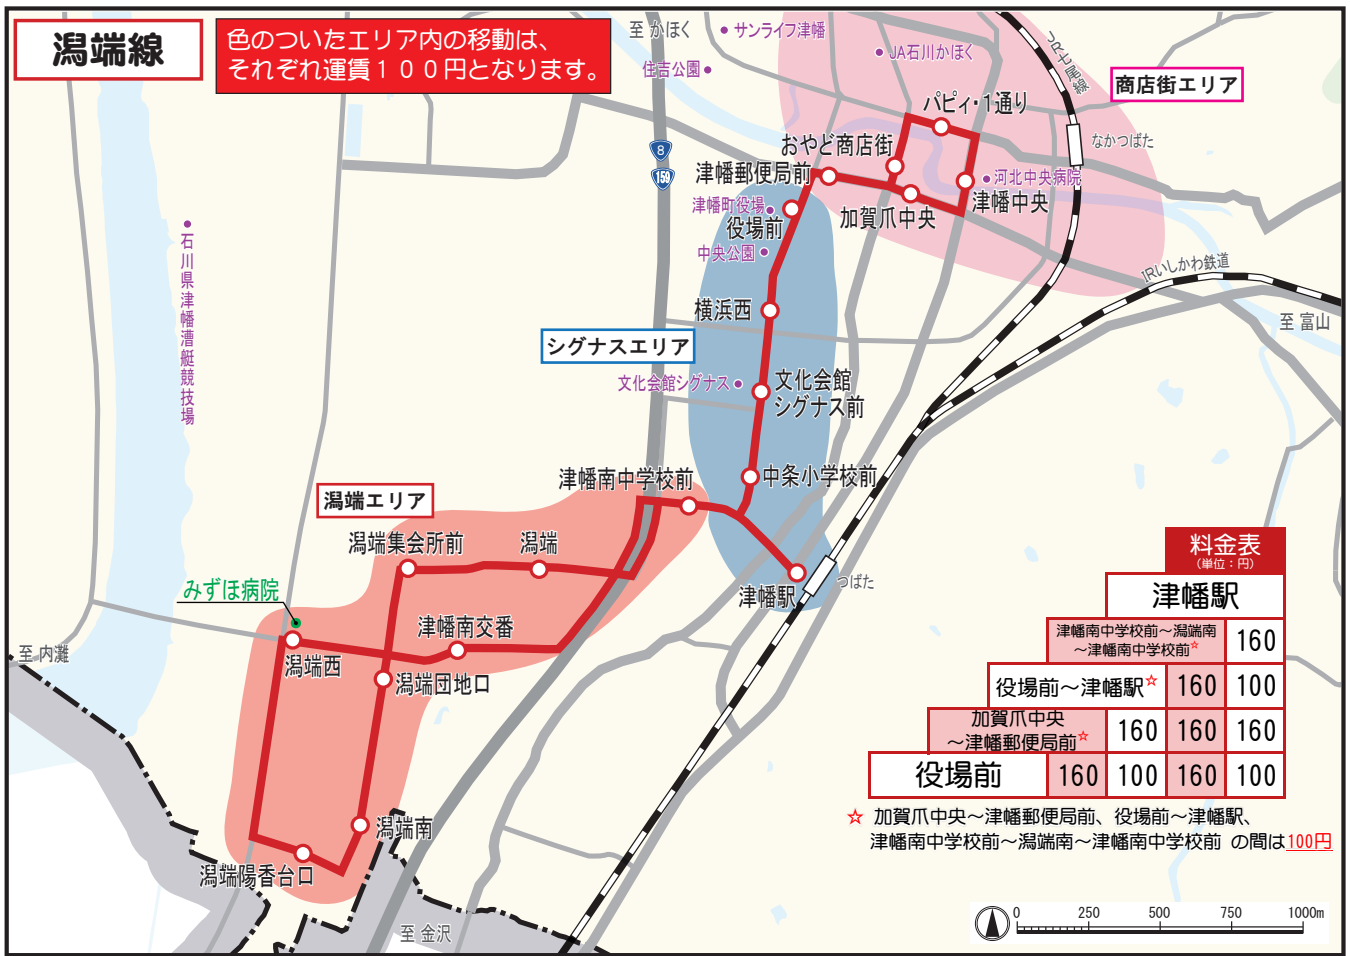 潟端線
色のついたエリア内の移動は、
それぞれ運賃１００円となります。
至 かほく
サンライフ津幡
住吉公園
JA石川かほく
JR七尾線
商店街エリア
パピィ・1通り
なかつばた
おやど商店街
8
159
津幡郵便局前
河北中央病院
津幡町役場
役場前
加賀爪中央
津幡中央
中央公園
石川県津幡漕艇競技場
IRいしかわ鉄道
至 富山
横浜西
シグナスエリア
文化会館シグナス
文化会館
シグナス前
津幡南中学校前
中条小学校前
潟端エリア
潟端集会所前
潟端
みずほ病院
津幡駅
つばた
津幡南交番
至 内灘
潟端西
潟端団地口
潟端南
潟端陽香台口
至 金沢
料金表
（単位：円）
津幡駅
津幡南中学校前～潟端南
～津幡南中学校前☆ 160
役場前～津幡駅☆ 160 100
加賀爪中央
～津幡郵便局前☆ 160 160 160
役場前 160 100 160 100
☆ 加賀爪中央～津幡郵便局前、役場前～津幡駅、
津幡南中学校前～潟端南～津幡南中学校前 の間は100円
0 250 500 750 1000m